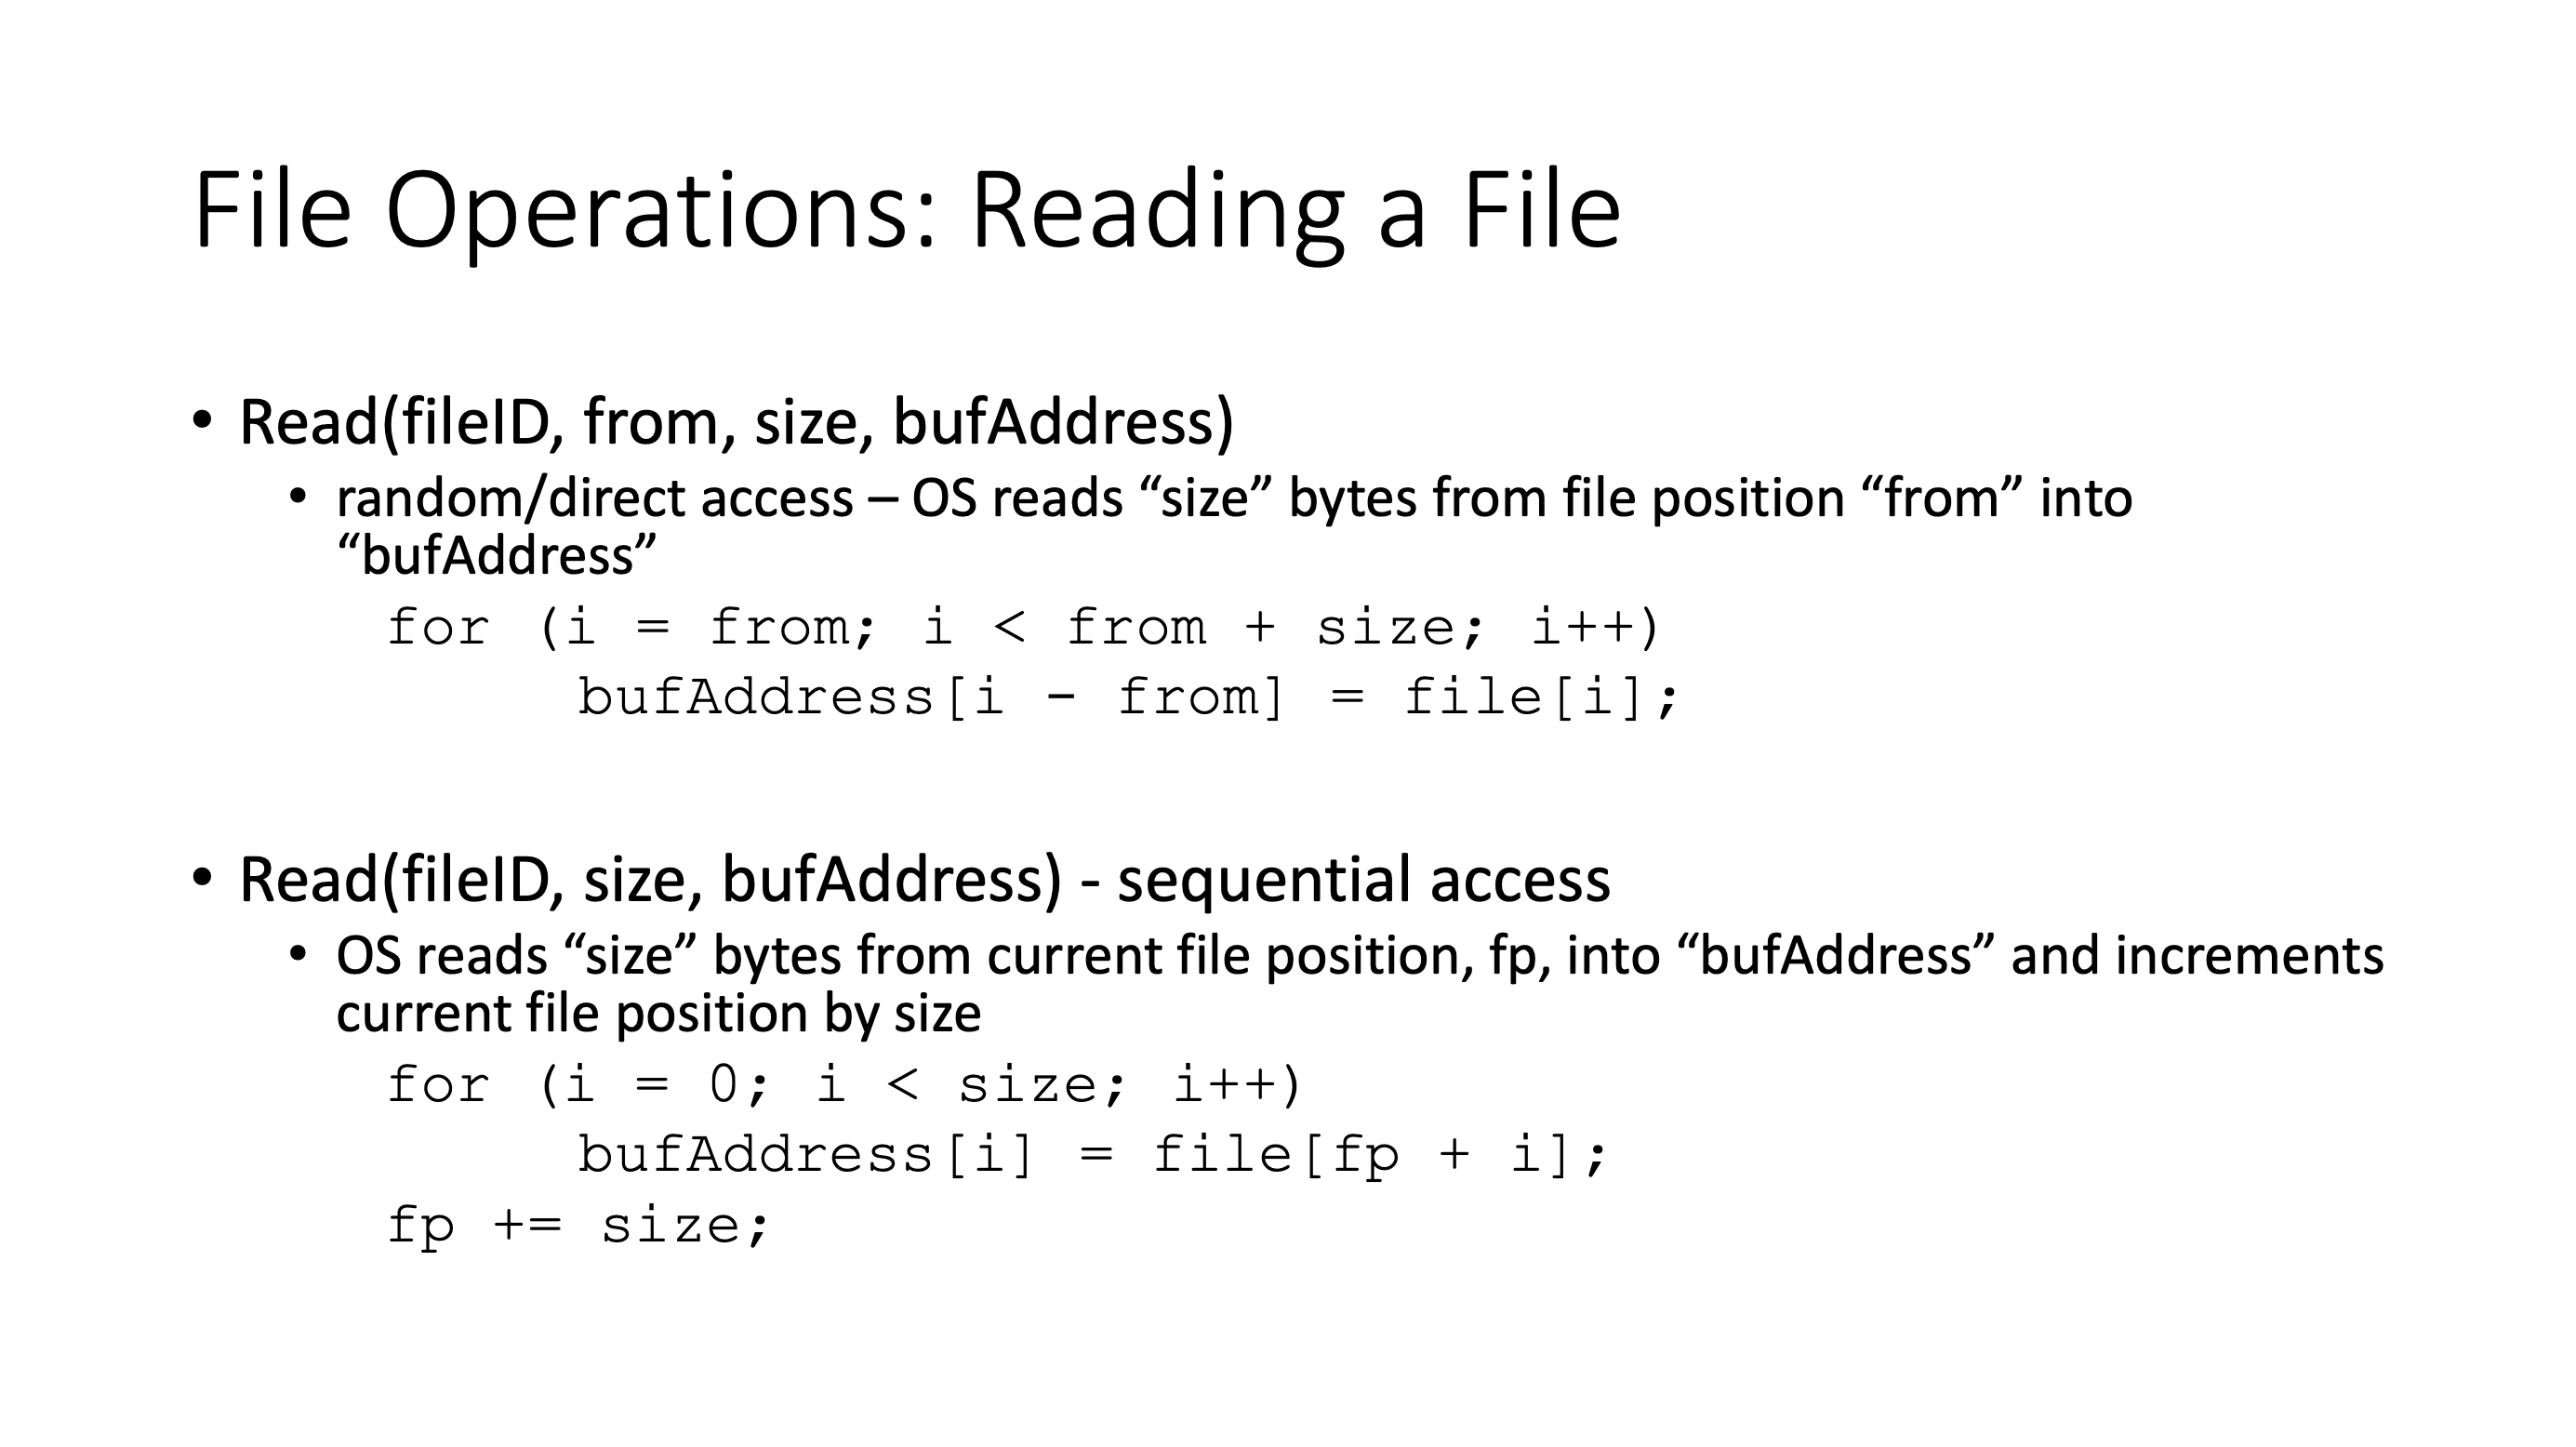 File Operations: Reading a File
• Read(fileID, from, size, bufAddress)
• random/direct access – OS reads “size” bytes from file position “from” into
“bufAddress”
for (i = from; i < from + size; i++)
bufAddress[i - from] = file[i];
• Read(fileID, size, bufAddress) - sequential access
• OS reads “size” bytes from current file position, fp, into “bufAddress” and increments
current file position by size
for (i = 0; i < size; i++)
bufAddress[i] = file[fp + i];
fp += size;